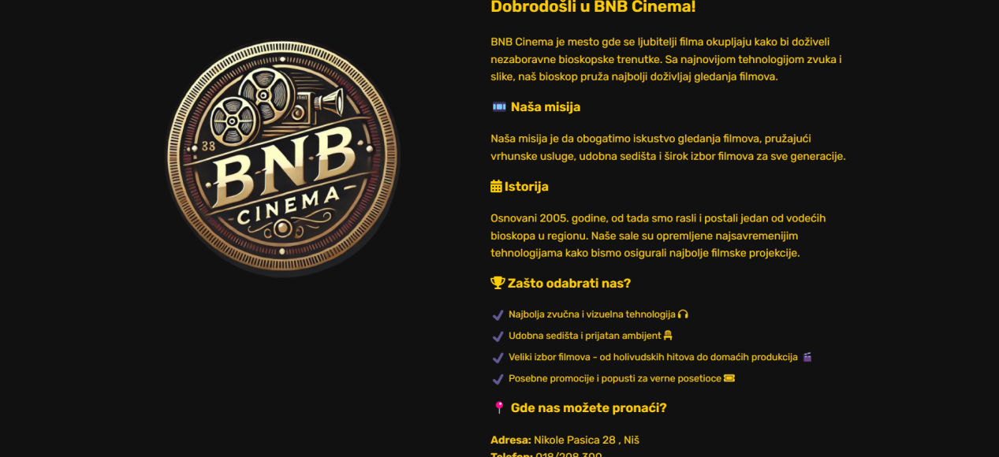 Dobrodošli u BNB Cinema!
BNB Cinema je mesto gde se ljubitelji filma okupljaju kako bi doživeli
nezaboravne bioskopske trenutke. Sa najnovijom tehnologijom zvuka i
slike, naš bioskop pruža najbolji doživljaj gledanja filmova.
Naša misija
Naša misija je da obogatimo iskustvo gledanja filmova, pružajući
vrhunske usluge, udobna sedišta i širok izbor filmova za sve generacije.
Istorija
Osnovani 2005. godine, od tada smo rasli i postali jedan od vodećih
bioskopa u regionu. Naše sale su opremljene najsavremenijim
tehnologijama kako bismo osigurali najbolje filmske projekcije.
Zašto odabrati nas?
Najbolja zvučna i vizuelna tehnologija
Udobna sedišta i prijatan ambijent
Veliki izbor filmova - od holivudskih hitova do domaćih produkcija
Posebne promocije i popusti za verne posetioce
Gde nas možete pronaći?
Adresa: Nikole Pasica 28 , Niš
Telefon: 018/208 300
38
BNB
CINEMA